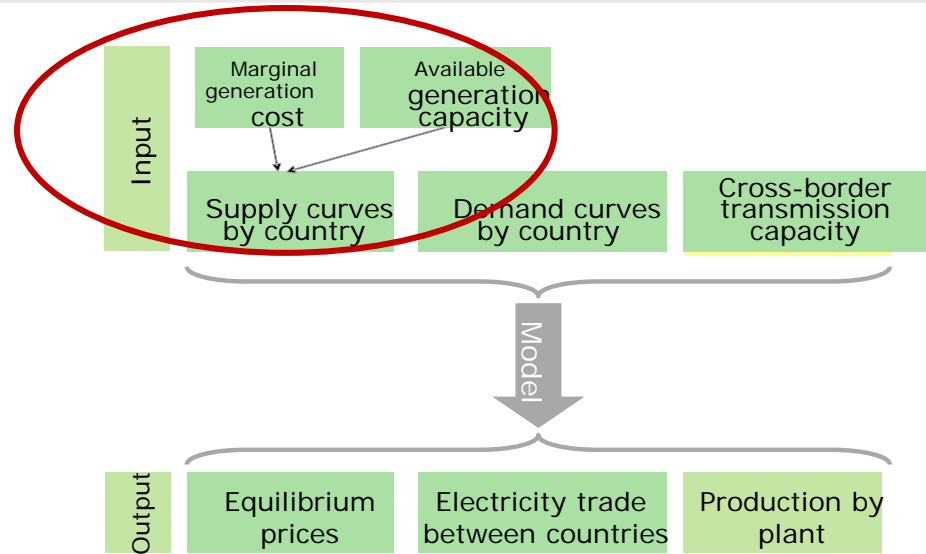 Input
Marginal
generation
cost
Available
generation
capacity
Supply curves
by country
Demand curves
by country
Cross-border
transmission
capacity
Model
Output
Equilibrium
prices
Electricity trade
between countries
Production by
plant